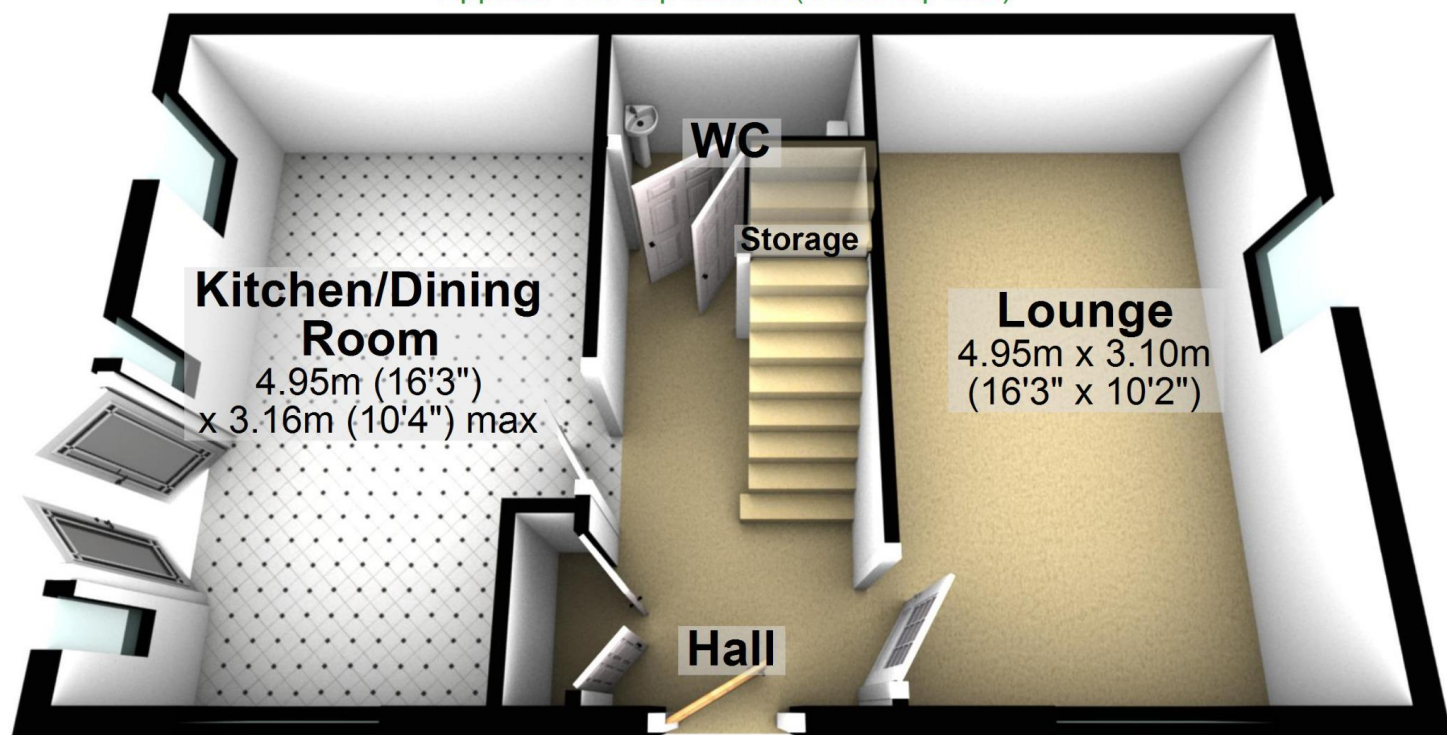 WC
Storage
Kitchen/Dining
Room
4.95m (16'3")
x 3.16m (10'4") max
Lounge
4.95m x 3.10m
(16'3" x 10'2")
Hall